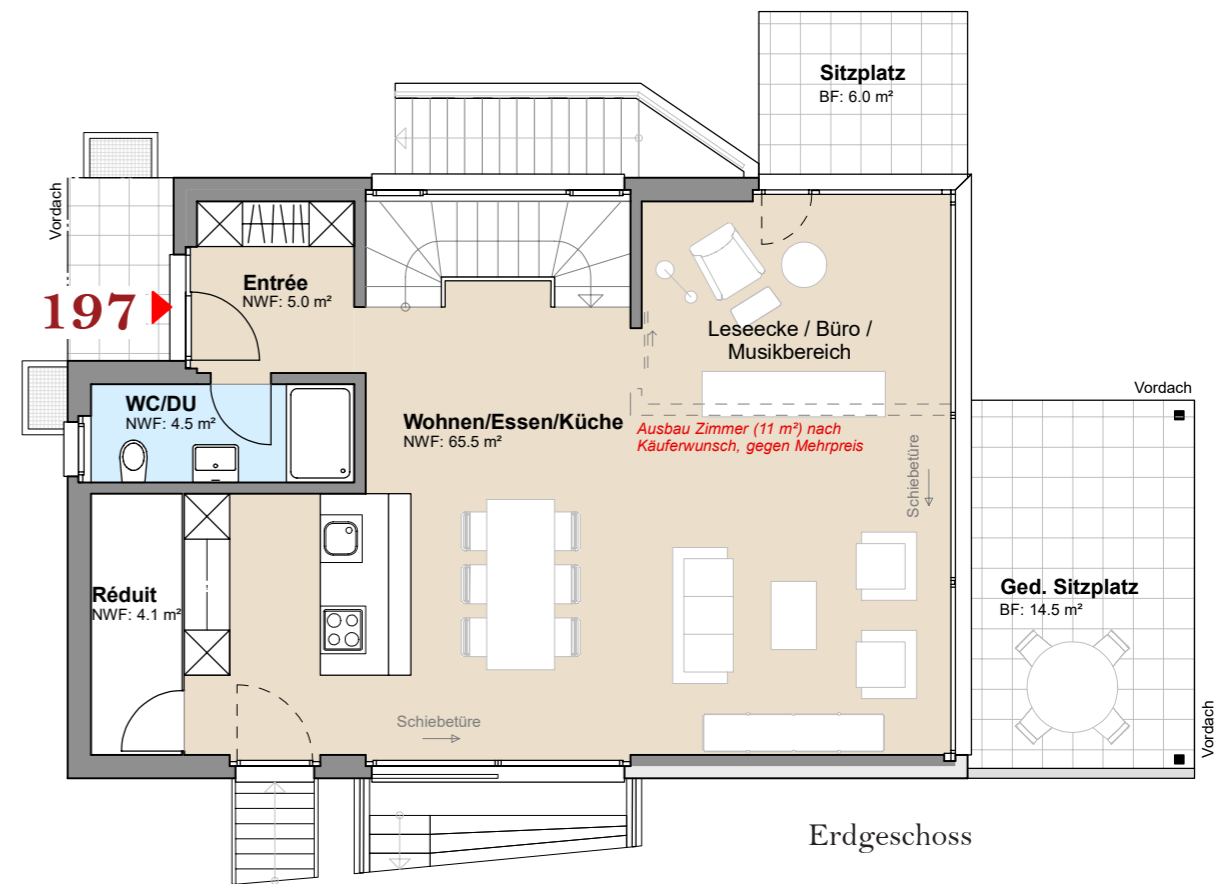 Sitzplatz
BF: 6.0 m²
Vordach
Entrée
NWF: 5.0 m²
197
Leseecke / Büro /
Musikbereich
Vordach
WC/DU
NWF: 4.5 m²
Wohnen/Essen/Küche
NWF: 65.5 m²
Ausbau Zimmer (11 m²) nach
Käuferwunsch, gegen Mehrpreis
Schiebetüre
Réduit
NWF: 4.1 m²
Ged. Sitzplatz
BF: 14.5 m²
Schiebetüre
Vordach
Erdgeschoss